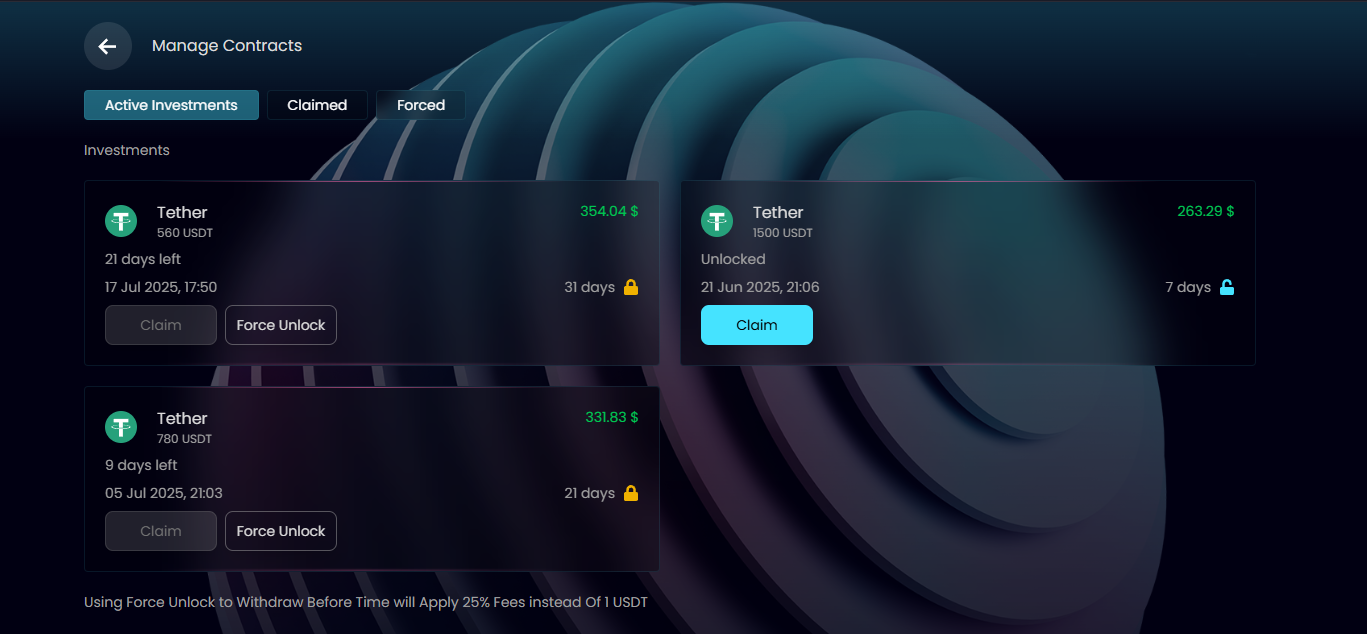 Manage Contracts
Active Investments Claimed Forced
Investments
Tether 354.04 $
560 USDT
21 days left
17 Jul 2025, 17:50 31 days
Claim Force Unlock
Tether 263.29 $
1500 USDT
Unlocked
21 Jun 2025, 21:06 7 days
Claim
Tether 331.83 $
780 USDT
9 days left
05 Jul 2025, 21:03 21 days
Claim Force Unlock
Using Force Unlock to Withdraw Before Time will Apply 25% Fees instead Of 1 USDT